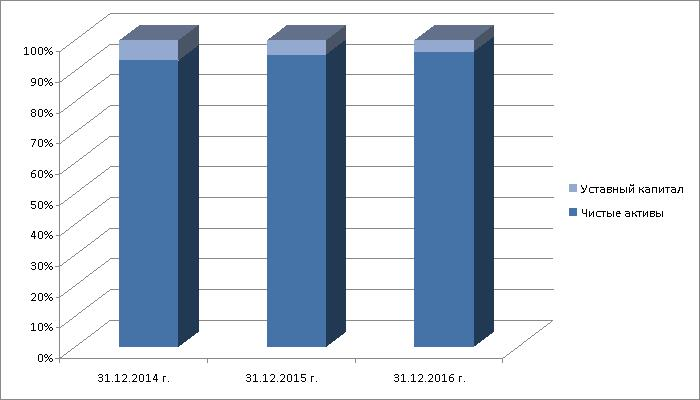 100%
90%
80%
70%
60%
50%
40%
30%
20%
10%
0%
31.12.2014 г.
31.12.2015 г.
31.12.2016 г.
Уставный капитал
Чистые активы